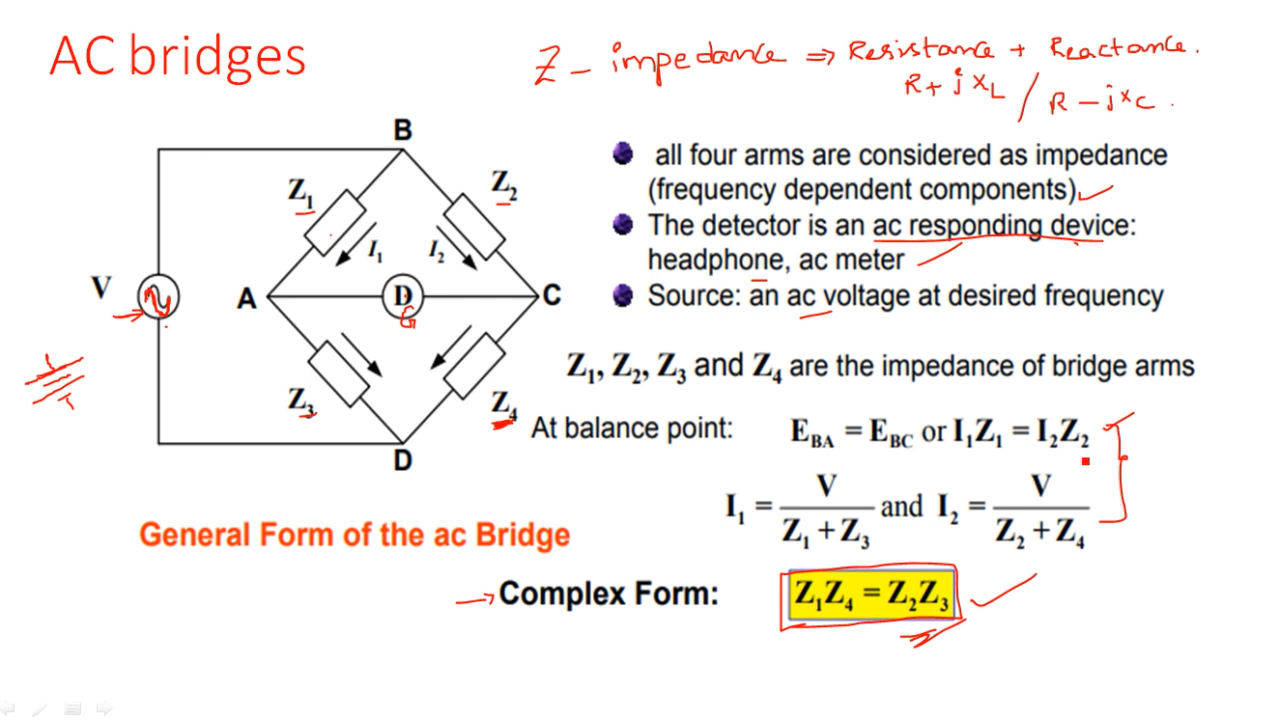 AC bridges
Z - impedance ⇒ Resistance + Reactance.
R + jXL / R - jXC.
B
Z₁
Z₂
I₁
I₂
V
A
D
G
C
Z₃
Z₄
D
General Form of the ac Bridge
all four arms are considered as impedance
(frequency dependent components)
The detector is an ac responding device:
headphone, ac meter
Source: an ac voltage at desired frequency
Z₁, Z₂, Z₃ and Z₄ are the impedance of bridge arms
At balance point: E_BA = E_BC or I₁Z₁ = I₂Z₂
I₁ = V / (Z₁ + Z₃) and I₂ = V / (Z₂ + Z₄)
Complex Form: Z₁Z₄ = Z₂Z₃